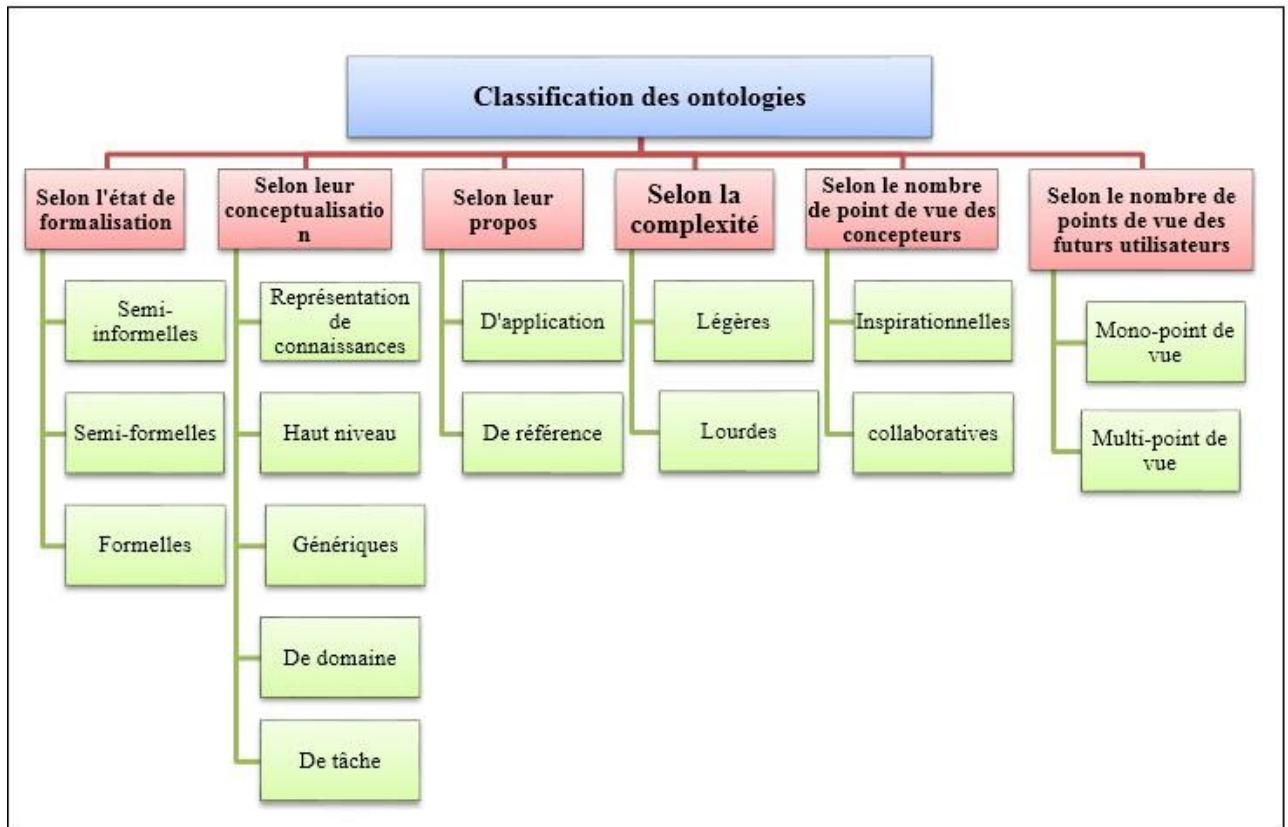 Classification des ontologies
Selon l'état de
formalisation
Semi-
informelles
Semi-formelles
Formelles
Selon leur
conceptualisatio
n
Représentation
de
connaissances
Haut niveau
Génériques
De domaine
De tâche
Selon leur
propos
D'application
De référence
Selon la
complexité
Légères
Lourdes
Selon le nombre
de point de vue des
concepteurs
Inspirationnelles
collaboratives
Selon le nombre de
points de vue des
futurs utilisateurs
Mono-point de
vue
Multi-point de
vue